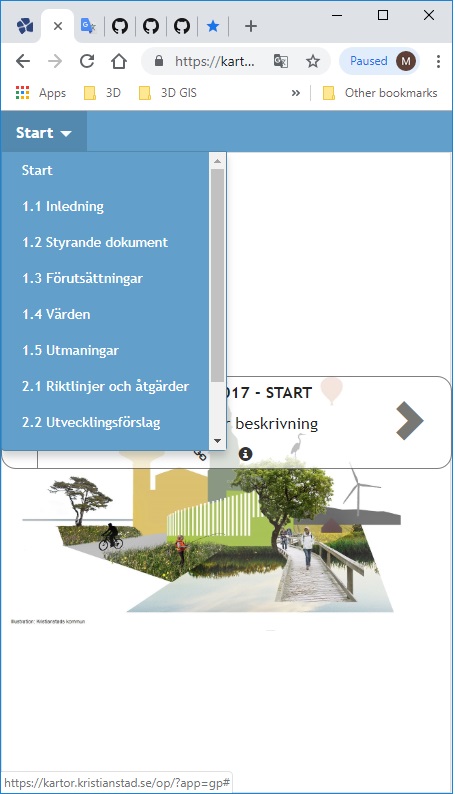 https://kart...
Paused
M
Apps
3D
3D GIS
»
Other bookmarks
Start
Start
1.1 Inledning
1.2 Styrande dokument
1.3 Förutsättningar
1.4 Värden
1.5 Utmaningar
2.1 Riktlinjer och åtgärder
2.2 Utvecklingsförslag
017 - START
r beskrivning
Illustration: Kristianstads kommun
https://kartor.kristianstad.se/op/?app=gp#